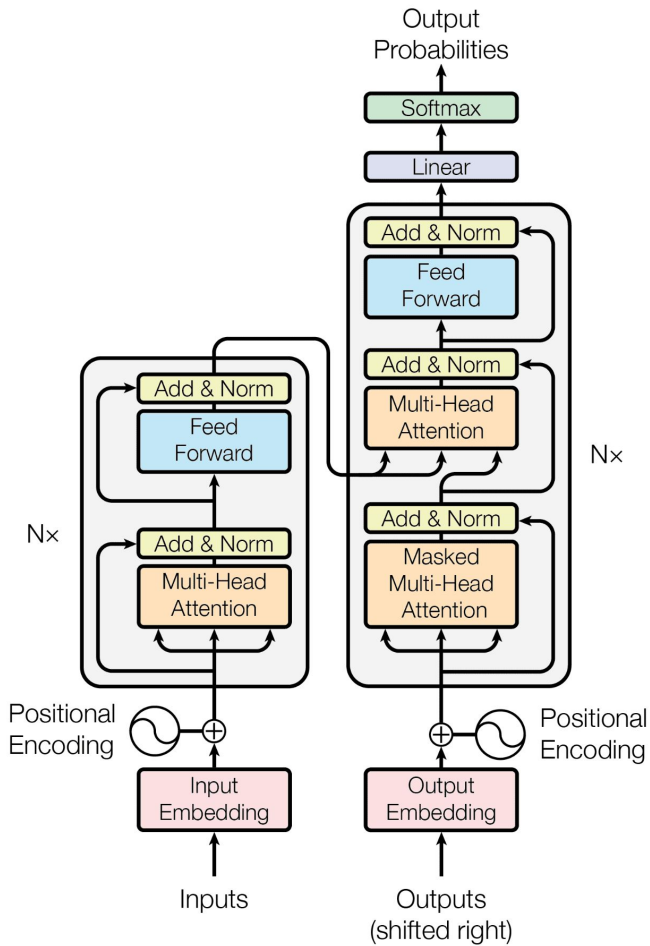 Output
Probabilities
Softmax
Linear
Add & Norm
Feed
Forward
Add & Norm
Multi-Head
Attention
Add & Norm
Masked
Multi-Head
Attention
N×
Add & Norm
Feed
Forward
Add & Norm
Multi-Head
Attention
N×
Positional
Encoding
Positional
Encoding
Input
Embedding
Output
Embedding
Inputs
Outputs
(shifted right)